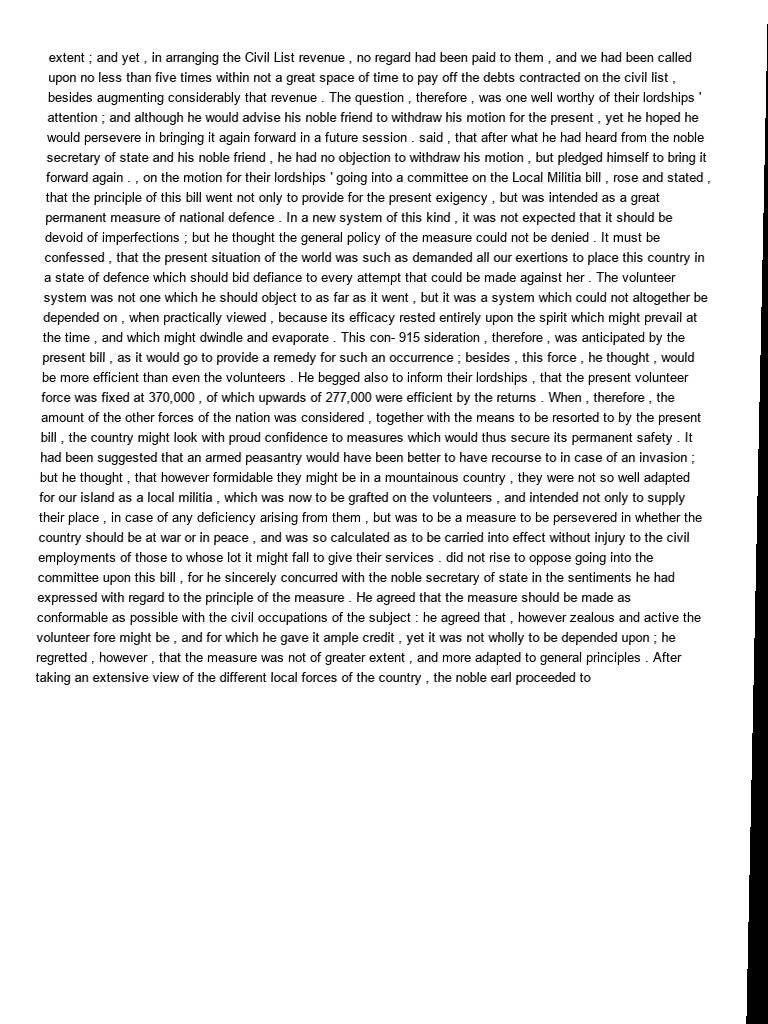 extent ; and yet , in arranging the Civil List revenue , no regard had been paid to them , and we had been called
upon no less than five times within not a great space of time to pay off the debts contracted on the civil list ,
besides augmenting considerably that revenue . The question , therefore , was one well worthy of their lordships '
attention ; and although he would advise his noble friend to withdraw his motion for the present , yet he hoped he
would persevere in bringing it again forward in a future session . said , that after what he had heard from the noble
secretary of state and his noble friend , he had no objection to withdraw his motion , but pledged himself to bring it
forward again . , on the motion for their lordships ' going into a committee on the Local Militia bill , rose and stated ,
that the principle of this bill went not only to provide for the present exigency , but was intended as a great
permanent measure of national defence . In a new system of this kind , it was not expected that it should be
devoid of imperfections ; but he thought the general policy of the measure could not be denied . It must be
confessed , that the present situation of the world was such as demanded all our exertions to place this country in
a state of defence which should bid defiance to every attempt that could be made against her . The volunteer
system was not one which he should object to as far as it went , but it was a system which could not altogether be
depended on , when practically viewed , because its efficacy rested entirely upon the spirit which might prevail at
the time , and which might dwindle and evaporate . This con- 915 sideration , therefore , was anticipated by the
present bill , as it would go to provide a remedy for such an occurrence ; besides , this force , he thought , would
be more efficient than even the volunteers . He begged also to inform their lordships , that the present volunteer
force was fixed at 370,000 , of which upwards of 277,000 were efficient by the returns . When , therefore , the
amount of the other forces of the nation was considered , together with the means to be resorted to by the present
bill , the country might look with proud confidence to measures which would thus secure its permanent safety . It
had been suggested that an armed peasantry would have been better to have recourse to in case of an invasion ;
but he thought , that however formidable they might be in a mountainous country , they were not so well adapted
for our island as a local militia , which was now to be grafted on the volunteers , and intended not only to supply
their place , in case of any deficiency arising from them , but was to be a measure to be persevered in whether the
country should be at war or in peace , and was so calculated as to be carried into effect without injury to the civil
employments of those to whose lot it might fall to give their services . did not rise to oppose going into the
committee upon this bill , for he sincerely concurred with the noble secretary of state in the sentiments he had
expressed with regard to the principle of the measure . He agreed that the measure should be made as
conformable as possible with the civil occupations of the subject : he agreed that , however zealous and active the
volunteer fore might be , and for which he gave it ample credit , yet it was not wholly to be depended upon ; he
regretted , however , that the measure was not of greater extent , and more adapted to general principles . After
taking an extensive view of the different local forces of the country , the noble earl proceeded to